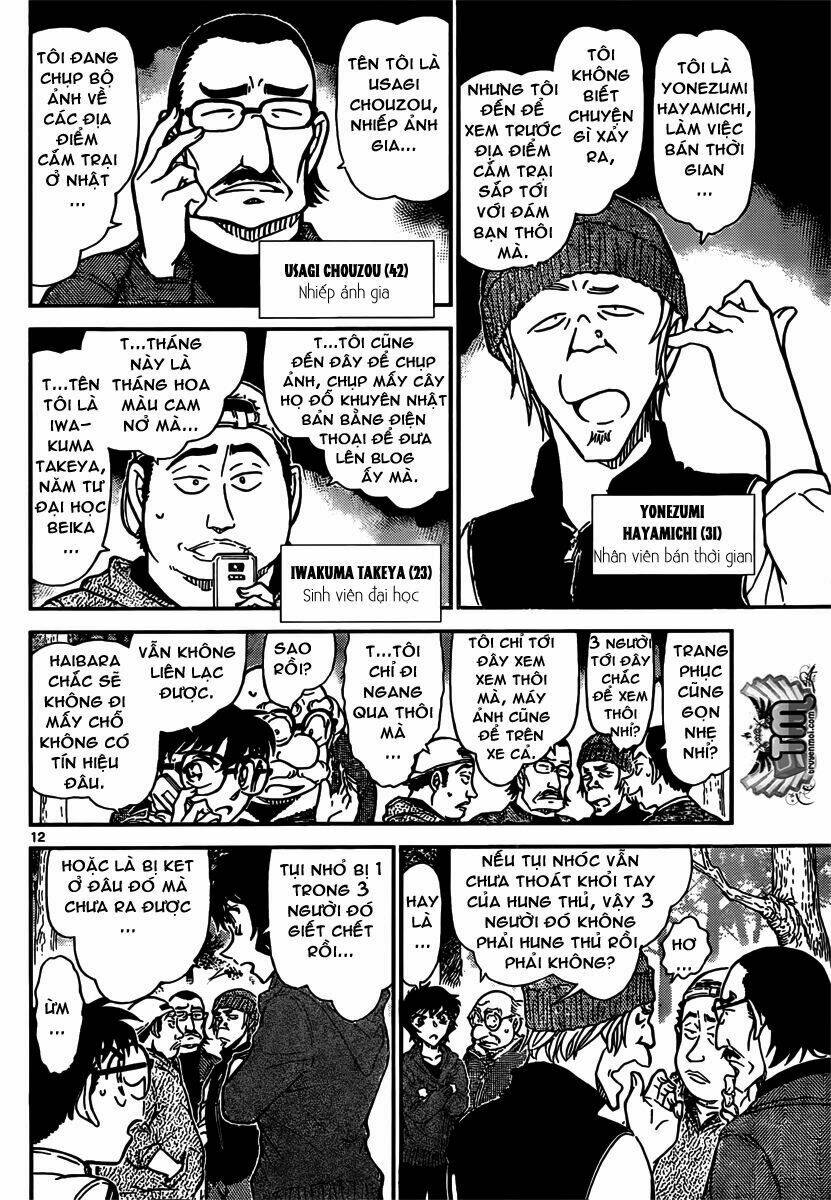 TÔI LÀ
YONEZUMI
HAYAMICHI,
LÀM VIỆC
BÁN THỜI
GIAN
...
TÔI
KHÔNG
BIẾT
CHUYỆN
GÌ XẢY
RA,
NHƯNG TÔI
ĐẾN ĐỂ
XEM TRƯỚC
ĐỊA ĐIỂM
CẮM TRẠI
SẮP TỚI
VỚI ĐÁM
BẠN THÔI
MÀ.
YONEZUMI
HAYAMICHI (31)
Nhân viên bán thời gian
TÊN TÔI LÀ
USAGI
CHOUZOU,
NHIẾP ẢNH
GIA...
TÔI ĐANG
CHỤP BỘ
ẢNH VỀ
CÁC ĐỊA
ĐIỂM
CẮM TRẠI
Ở NHẬT
...
USAGI CHOUZOU (42)
Nhiếp ảnh gia
T...TÔI CŨNG
ĐẾN ĐÂY ĐỂ CHỤP
ẢNH, CHỤP MẤY CÂY
HỌ ĐỖ KHUYÊN NHẬT
BẢN BẰNG ĐIỆN
THOẠI ĐỂ ĐƯA
LÊN BLOG
ẤY MÀ.
T...THÁNG
NÀY LÀ
THÁNG HOA
MÀU CAM
NỞ MÀ...
T...TÊN
TÔI LÀ
IWA-
KUMA
TAKEYA,
NĂM TƯ
ĐẠI HỌC
BEIKA
...
IWAKUMA TAKEYA (23)
Sinh viên đại học
TRANG
PHỤC
CŨNG
GỌN
NHẸ
NHỈ?
3 NGƯỜI
TỚI ĐÂY
CHẮC
ĐỂ XEM
THÔI
NHỈ?
TÔI CHỈ TỚI
ĐÂY XEM
XEM THÔI
MÀ, MÁY
ẢNH CŨNG
ĐỂ TRÊN
XE CẢ.
T...TÔI
CHỈ ĐI
NGANG
QUA THÔI
MÀ
...
SAO
RỒI?
VẪN KHÔNG
LIÊN LẠC
ĐƯỢC.
HAIBARA
CHẮC SẼ
KHÔNG ĐI
MẤY CHỖ
KHÔNG CÓ
TÍN HIỆU
ĐÂU.
TM
12
NẾU TỤI NHÓC VẪN
CHƯA THOÁT KHỎI TAY
CỦA HUNG THỦ, VẬY 3
NGƯỜI ĐÓ KHÔNG
PHẢI HUNG THỦ RỒI,
PHẢI KHÔNG?
HƠ
...
HAY
LÀ
...
TỤI NHỎ BỊ 1
TRONG 3
NGƯỜI ĐÓ
GIẾT CHẾT
RỒI...
HOẶC LÀ BỊ KẸT
Ở ĐÂU ĐÓ MÀ
CHƯA RA ĐƯỢC
...
ỪM
...